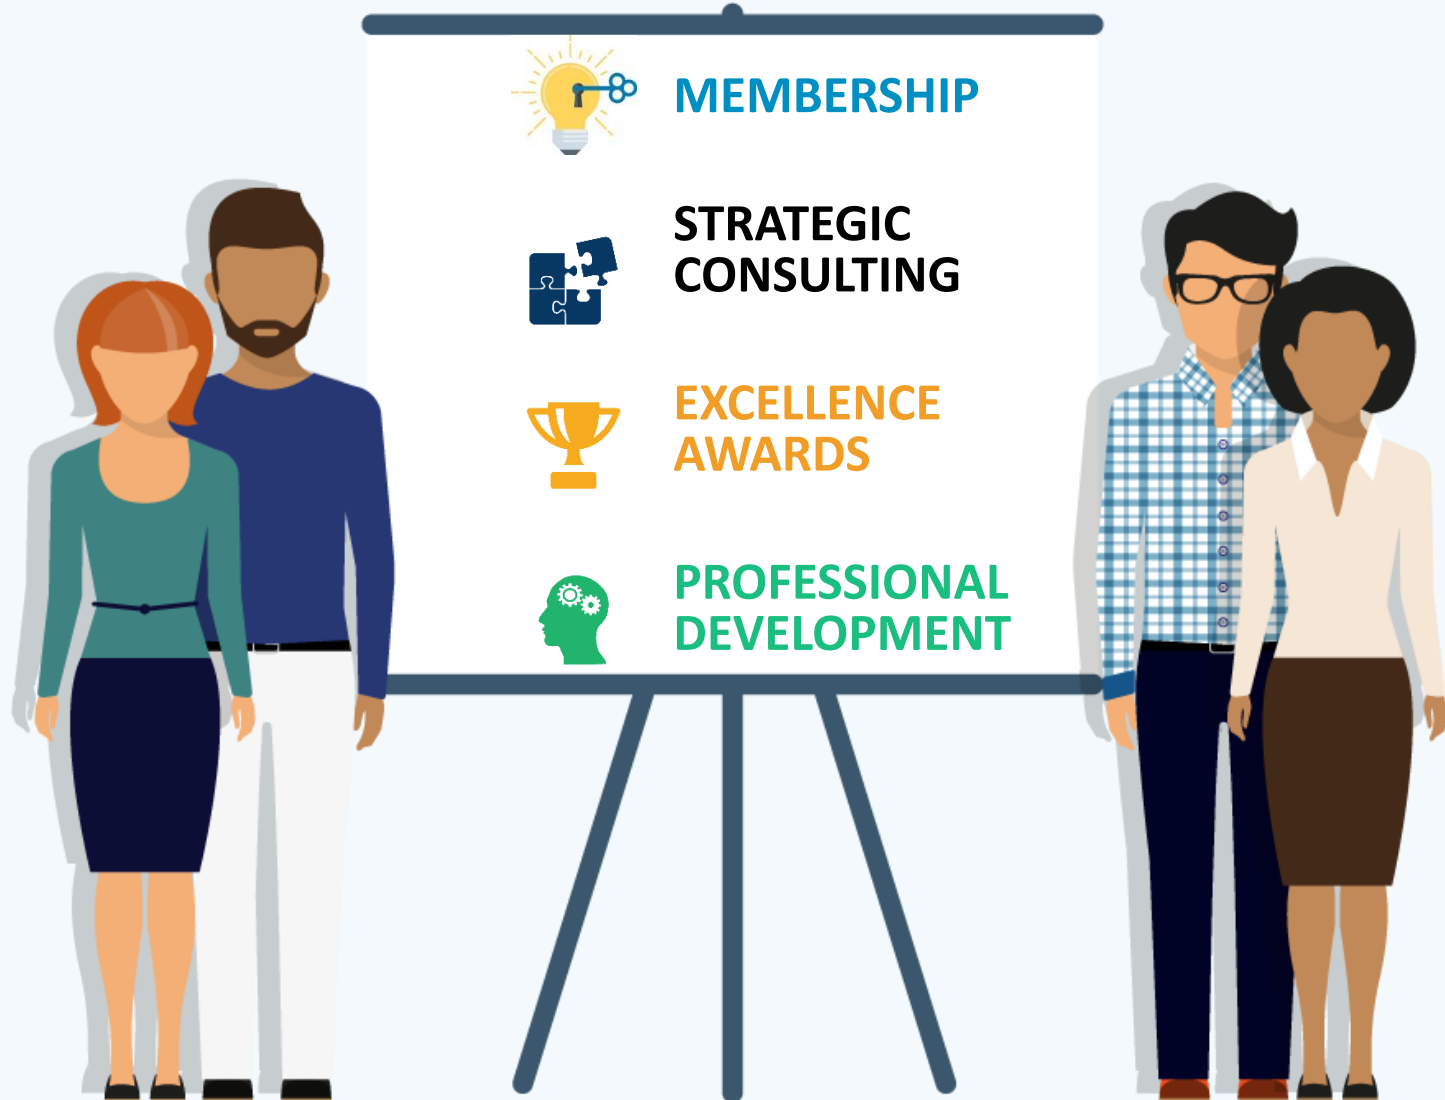 MEMBERSHIP
STRATEGIC
CONSULTING
EXCELLENCE
AWARDS
PROFESSIONAL
DEVELOPMENT